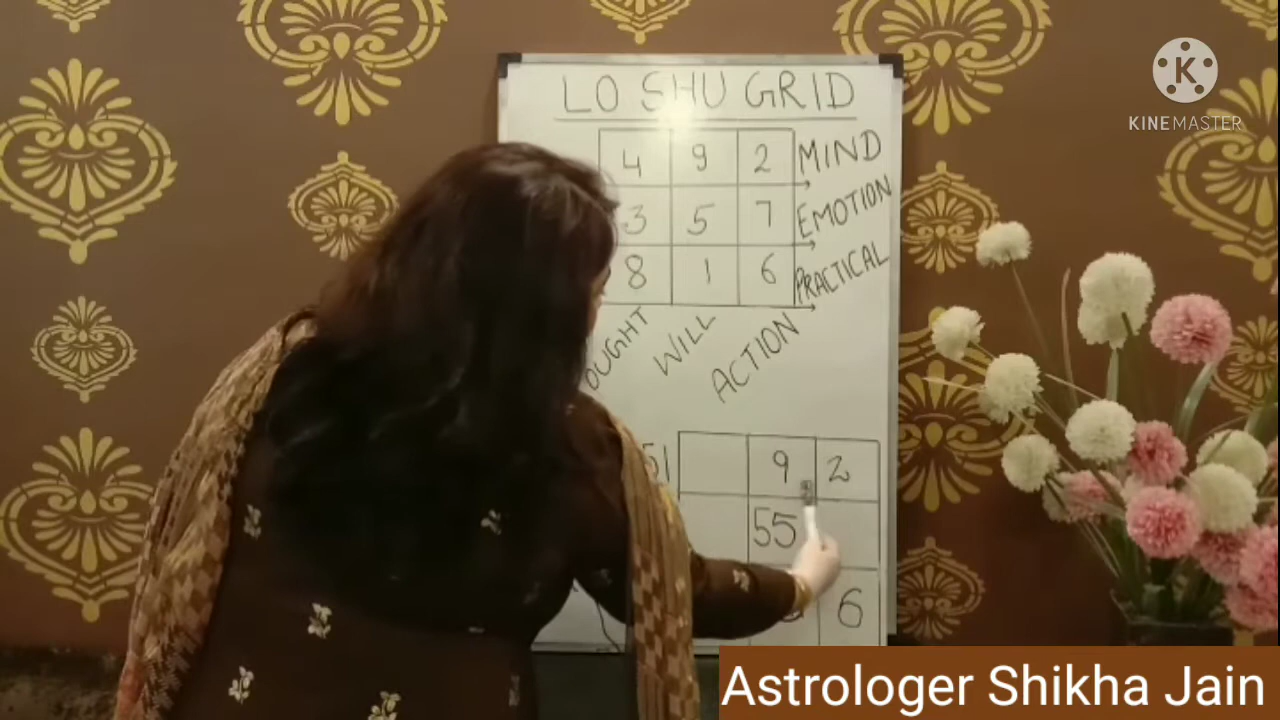 LO SHU GRID
4 9 2 MIND
3 5 7 EMOTION
8 1 6 PRACTICAL
WILL ACTION
9 2
55
6
K
KINEMASTER
Astrologer Shikha Jain